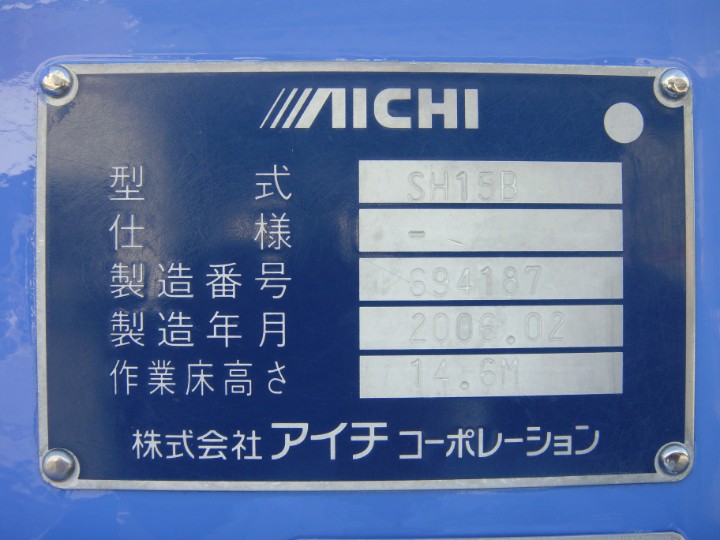 AICHI
型式 SH15B
仕様 -
製造番号 694187
製造年月 2006.02
作業床高さ 14.6M
株式会社アイチコーポレーション